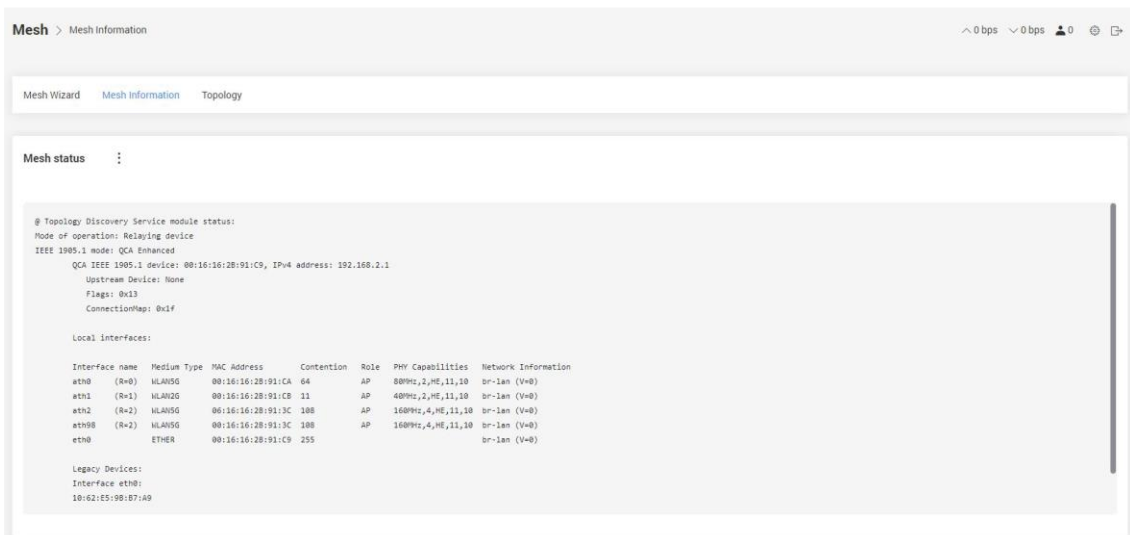 Mesh > Mesh Information
0 bps 0 bps 0
Mesh Wizard Mesh Information Topology
Mesh status
@ Topology Discovery Service module status:
Mode of operation: Relaying device
IEEE 1905.1 mode: QCA Enhanced
QCA IEEE 1905.1 device: 00:16:16:2B:91:C9, IPv4 address: 192.168.2.1
Upstream Device: None
Flags: 0x13
ConnectionMap: 0x1f
Local interfaces:
Interface name Medium Type MAC Address Contention Role PHY Capabilities Network Information
ath0 (R=0) WLAN5G 00:16:16:2B:91:CA 64 AP 80MHz,2,HE,11,10 br-lan (V=0)
ath1 (R=1) WLAN2G 00:16:16:2B:91:CB 11 AP 40MHz,2,HE,11,10 br-lan (V=0)
ath2 (R=2) WLAN5G 06:16:16:2B:91:3C 108 AP 160MHz,4,HE,11,10 br-lan (V=0)
ath98 (R=2) WLAN5G 00:16:16:2B:91:3C 108 AP 160MHz,4,HE,11,10 br-lan (V=0)
eth0 ETHER 00:16:16:2B:91:C9 255 br-lan (V=0)
Legacy Devices:
Interface eth0:
10:62:E5:9B:B7:A9